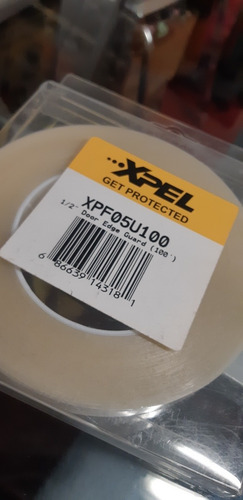 XPEL
GET PROTECTED
XPF05U100
1/2" Door Edge Guard (100')
6 86639 14318 1